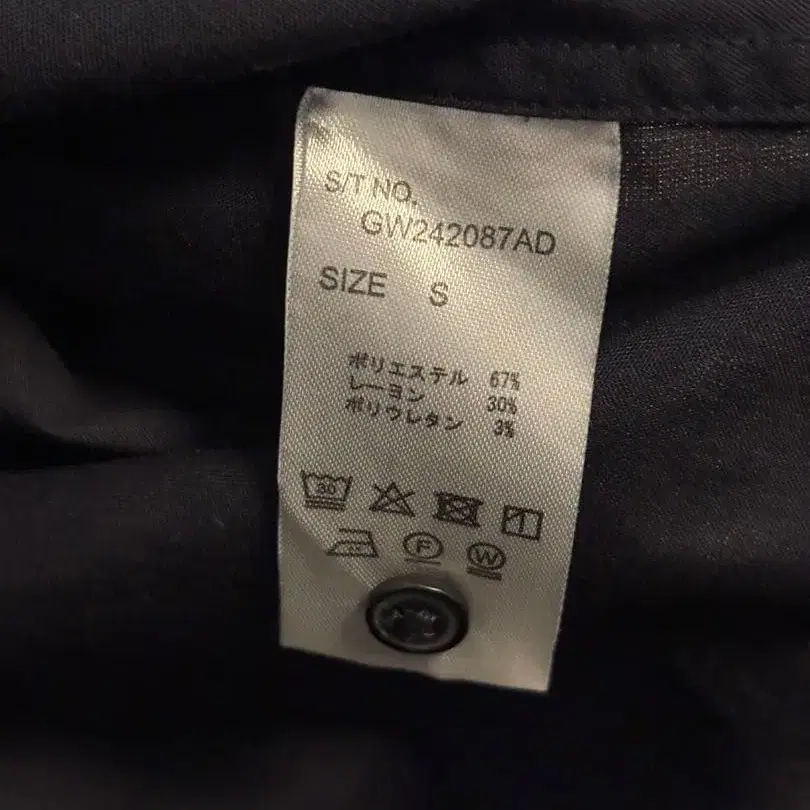 S/T NO.
GW242087AD
SIZE S
ポリエステル 67%
レーヨン 30%
ポリウレタン 3%
30
F W